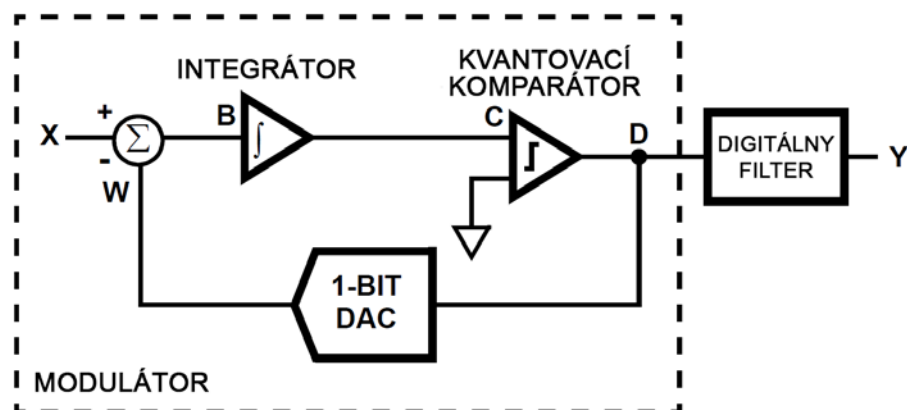 INTEGRÁTOR
KVANTOVACÍ
KOMPARÁTOR
X
+
-
Σ
W
B
∫
C
D
DIGITÁLNY
FILTER
Y
1-BIT
DAC
MODULÁTOR